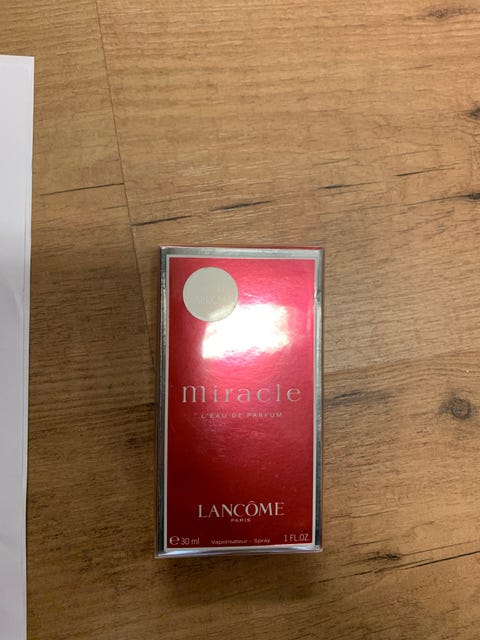 miracle
L'EAU DE PARFUM
LANCÔME
PARIS
e 30 ml Vaporisateur - Spray 1 FL.OZ.